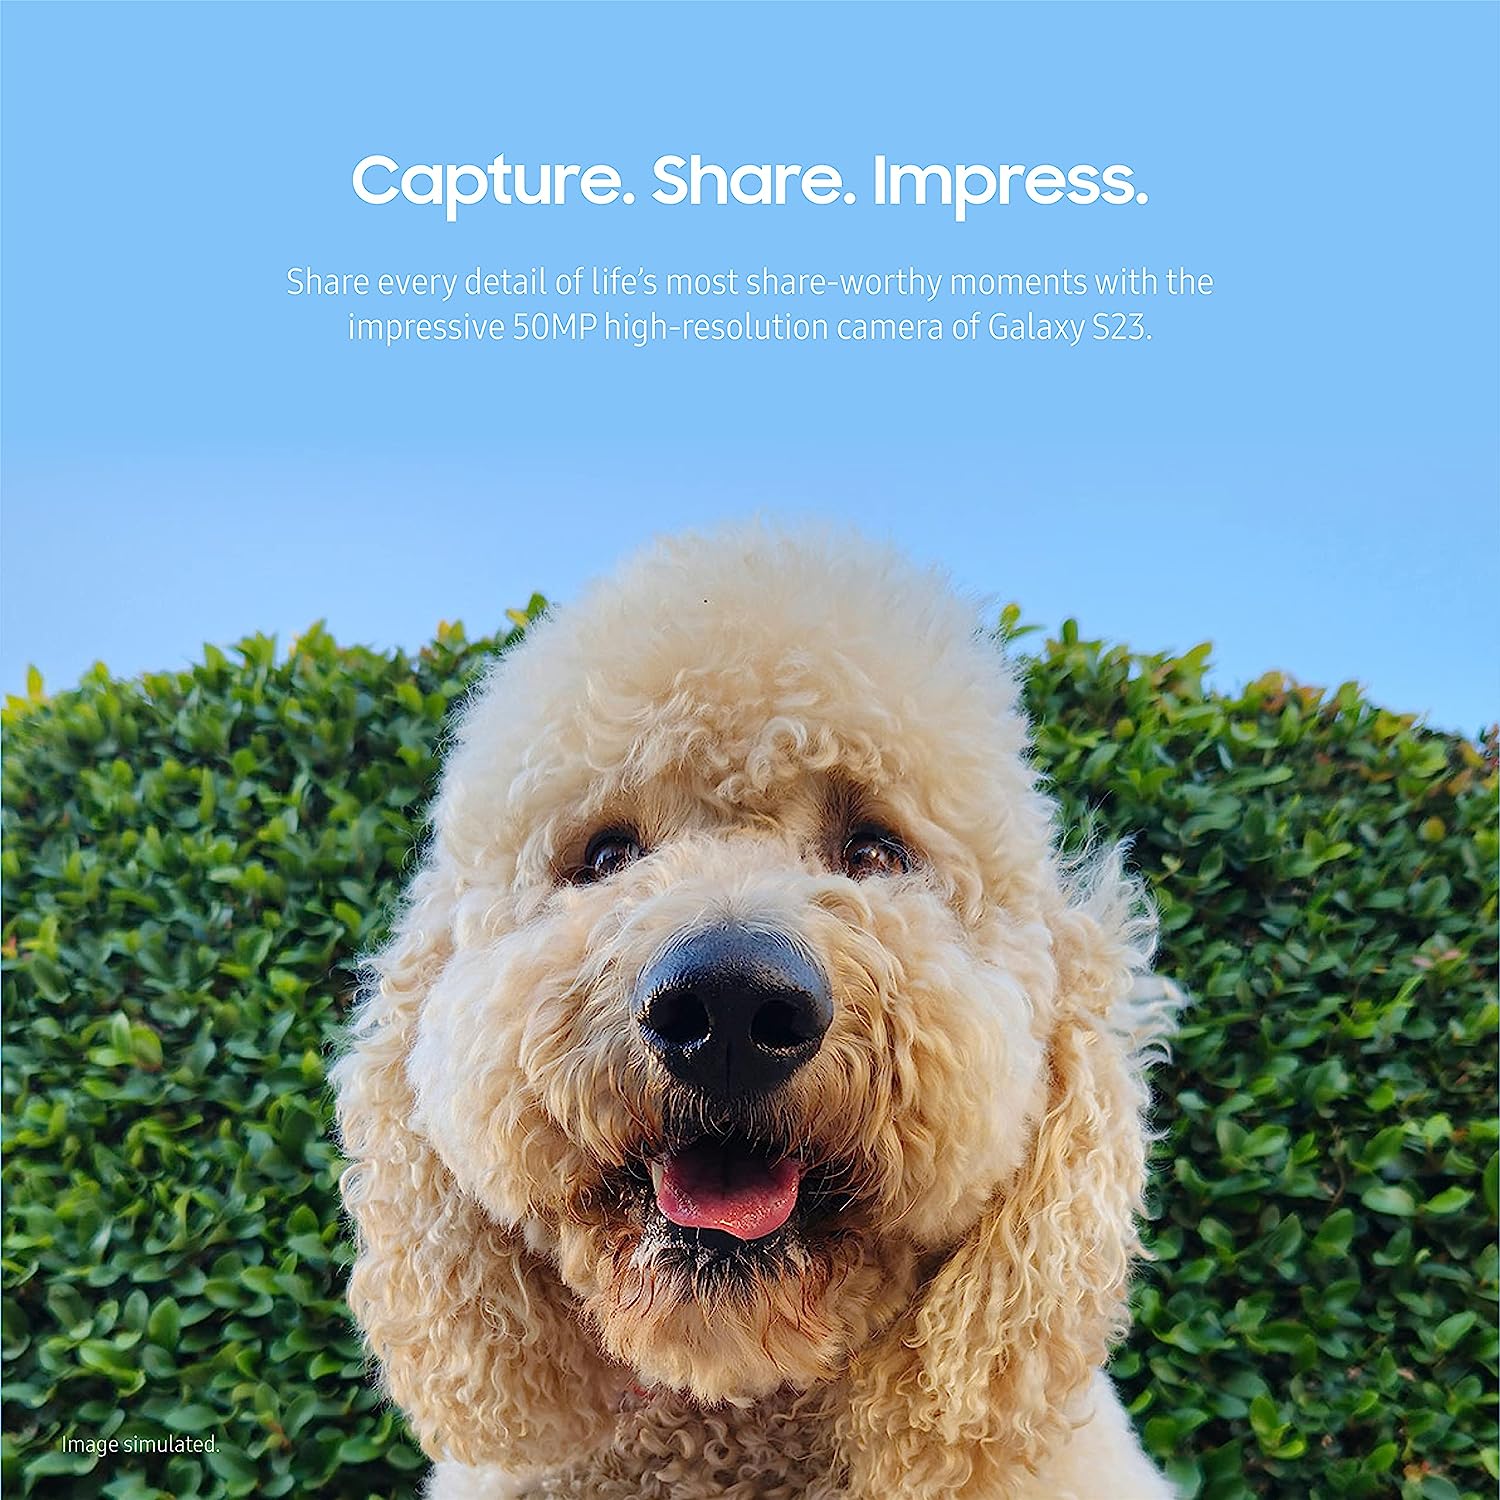 Capture. Share. Impress.
Share every detail of life's most share-worthy moments with the
impressive 50MP high-resolution camera of Galaxy S23.
Image simulated.